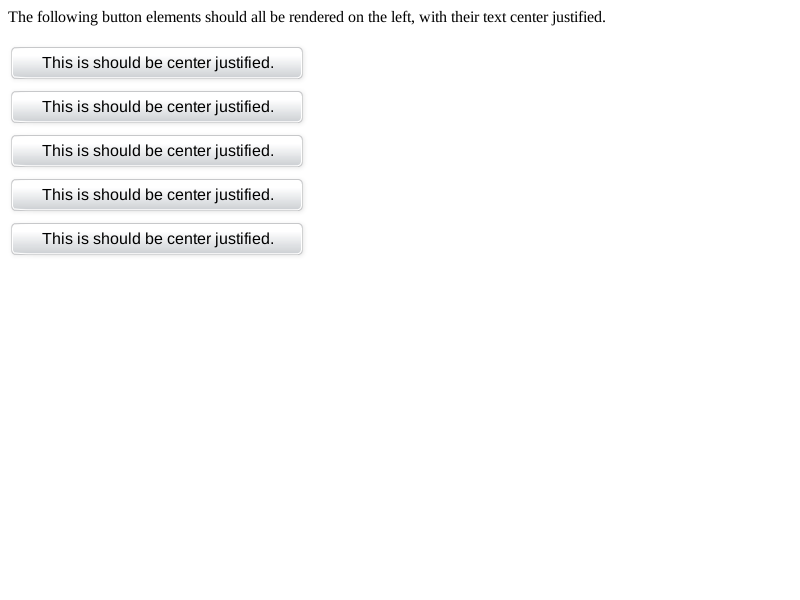 The following button elements should all be rendered on the left, with their text center justified.
This is should be center justified.
This is should be center justified.
This is should be center justified.
This is should be center justified.
This is should be center justified.